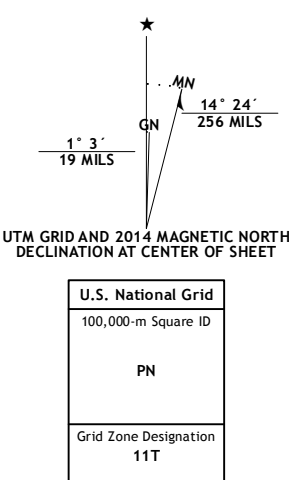 ★
MN
GN
14° 24´
256 MILS
1° 3´
19 MILS
UTM GRID AND 2014 MAGNETIC NORTH
DECLINATION AT CENTER OF SHEET
U.S. National Grid
100,000-m Square ID
PN
Grid Zone Designation
11T